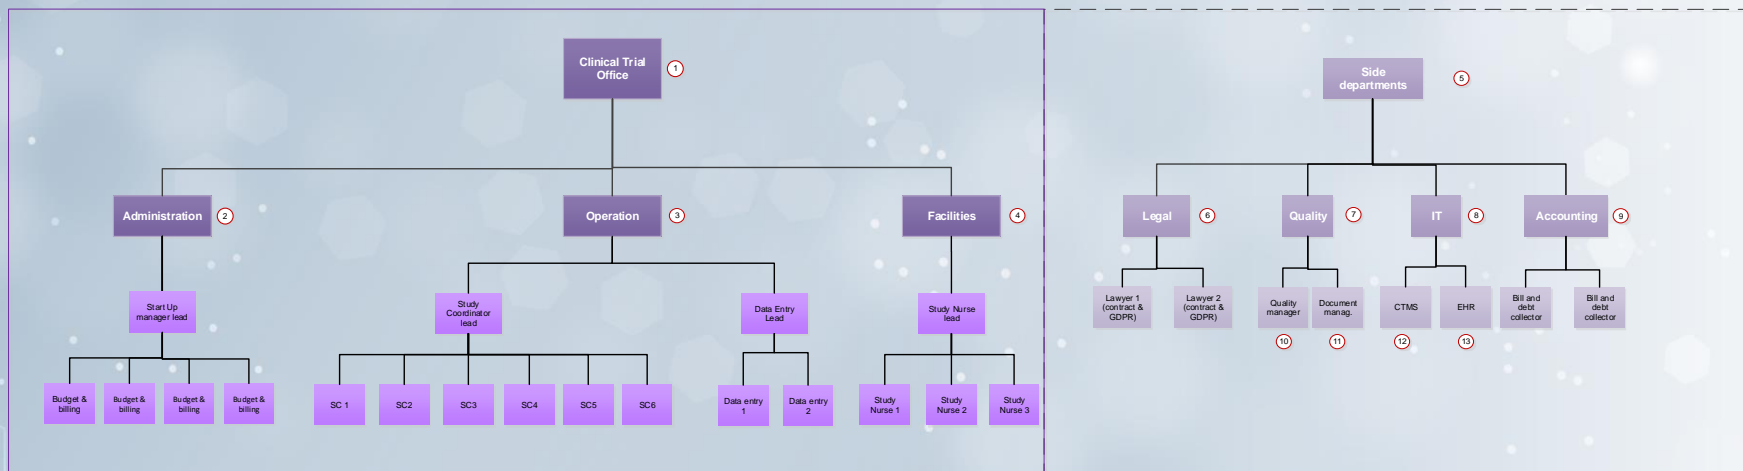 Clinical Trial
Office
1
Side
departments
5
Administration
2
Operation
3
Facilities
4
Legal
6
Quality
7
IT
8
Accounting
9
Start Up
manager lead
Study
Coordinator
lead
Data Entry
Lead
Study Nurse
lead
Lawyer 1
(contract &
GDPR)
Lawyer 2
(contract &
GDPR)
Quality
manager
Document
manag.
CTMS
EHR
Bill and
debt
collector
Bill and
debt
collector
10
11
12
13
Budget &
billing
Budget &
billing
Budget &
billing
Budget &
billing
SC 1
SC2
SC3
SC4
SC5
SC6
Data entry
1
Data entry
2
Study
Nurse 1
Study
Nurse 2
Study
Nurse 3